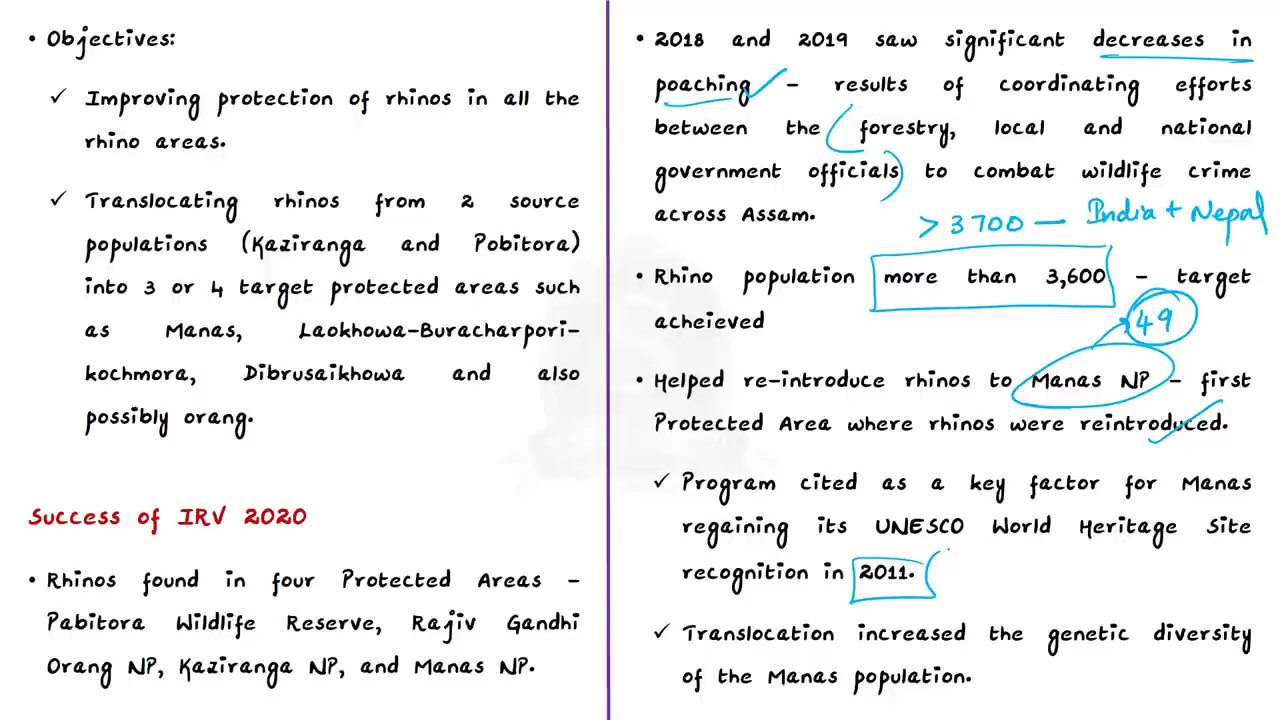 • Objectives:
✓ Improving protection of rhinos in all the
rhino areas.
✓ Translocating rhinos from 2 source
populations (Kaziranga and Pobitora)
into 3 or 4 target protected areas such
as Manas, Laokhowa-Buracharpori-
kochmora, Dibrusaikhowa and also
possibly orang.
Success of IRV 2020
• Rhinos found in four Protected Areas –
Pabitora Wildlife Reserve, Rajiv Gandhi
Orang NP, Kaziranga NP, and Manas NP.
• 2018 and 2019 saw significant decreases in
poaching – results of coordinating efforts
between the forestry, local and national
government officials to combat wildlife crime
across Assam.
> 3700 — India + Nepal
• Rhino population more than 3,600 – target
acheieved
49
• Helped re-introduce rhinos to Manas NP – first
Protected Area where rhinos were reintroduced.
✓ Program cited as a key factor for Manas
regaining its UNESCO World Heritage Site
recognition in 2011.
✓ Translocation increased the genetic diversity
of the Manas population.